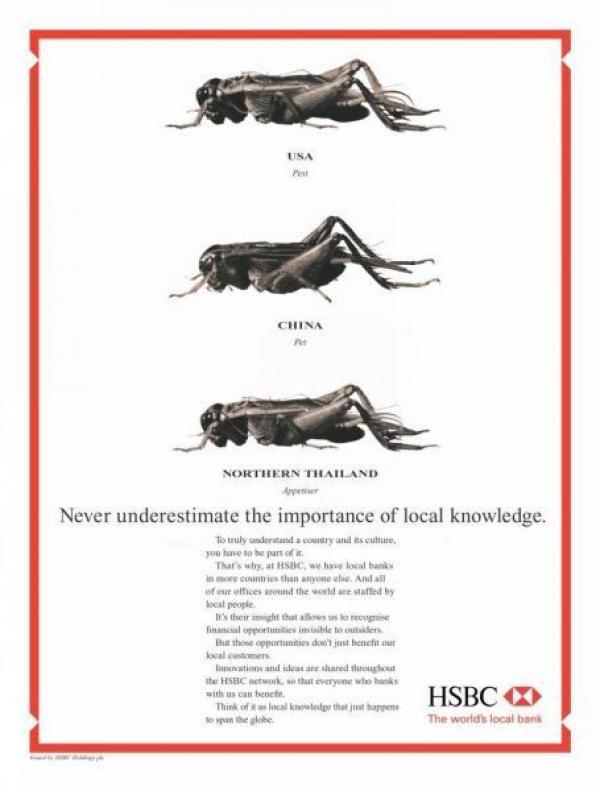 USA
Pest
CHINA
Pet
NORTHERN THAILAND
Appetiser
Never underestimate the importance of local knowledge.
To truly understand a country and its culture,
you have to be part of it.
That's why, at HSBC, we have local banks
in more countries than anyone else. And all
of our offices around the world are staffed by
local people.
It's their insight that allows us to recognise
financial opportunities invisible to outsiders.
But those opportunities don't just benefit our
local customers.
Innovations and ideas are shared throughout
the HSBC network, so that everyone who banks
with us can benefit.
Think of it as local knowledge that just happens
to span the globe.
HSBC
The world's local bank
Issued by HSBC Holdings plc